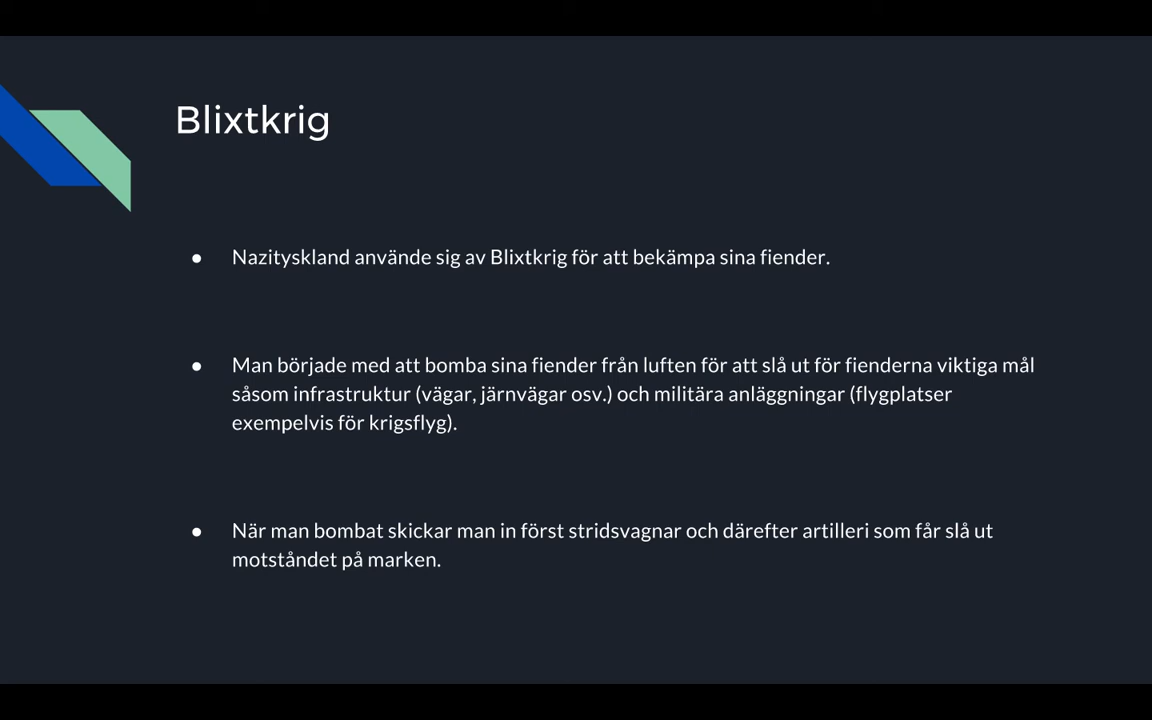 Blixtkrig
● Nazityskland använde sig av Blixtkrig för att bekämpa sina fiender.
● Man började med att bomba sina fiender från luften för att slå ut för fienderna viktiga mål
såsom infrastruktur (vägar, järnvägar osv.) och militära anläggningar (flygplatser
exempelvis för krigsflyg).
● När man bombat skickar man in först stridsvagnar och därefter artilleri som får slå ut
motståndet på marken.